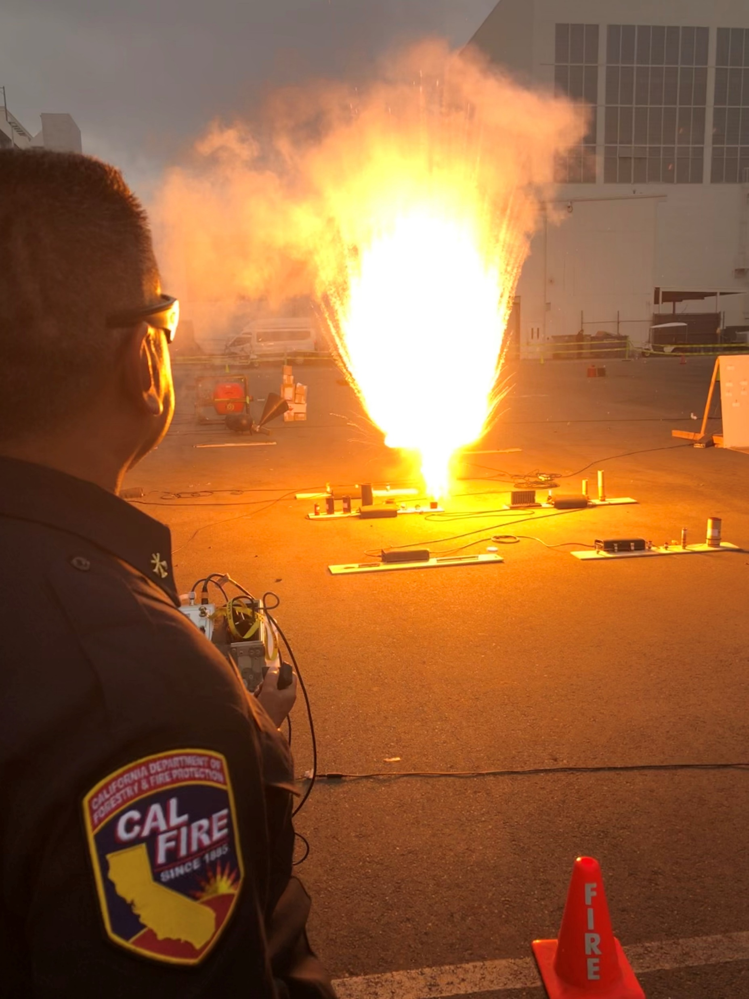 CALIFORNIA DEPARTMENT OF
FORESTRY & FIRE PROTECTION
CAL
FIRE
SINCE 1885
FIRE